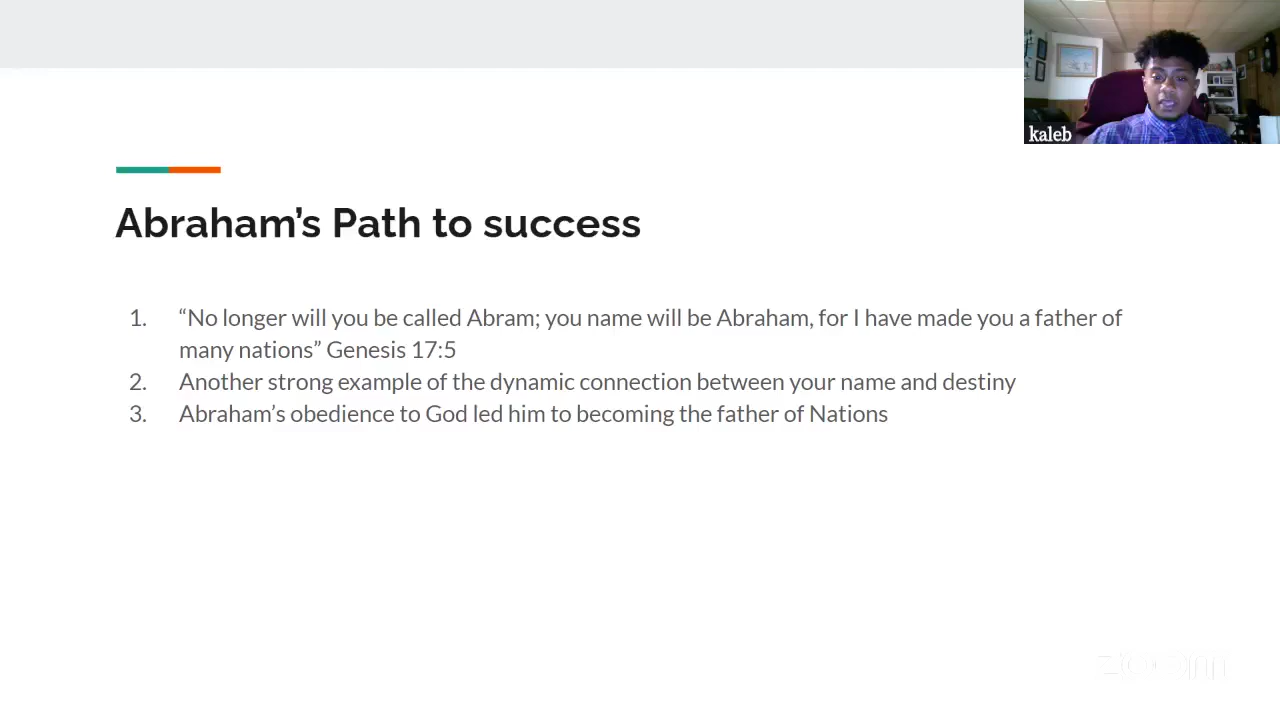 kaleb
Abraham’s Path to success
1. “No longer will you be called Abram; you name will be Abraham, for I have made you a father of
many nations” Genesis 17:5
2. Another strong example of the dynamic connection between your name and destiny
3. Abraham’s obedience to God led him to becoming the father of Nations
zoom